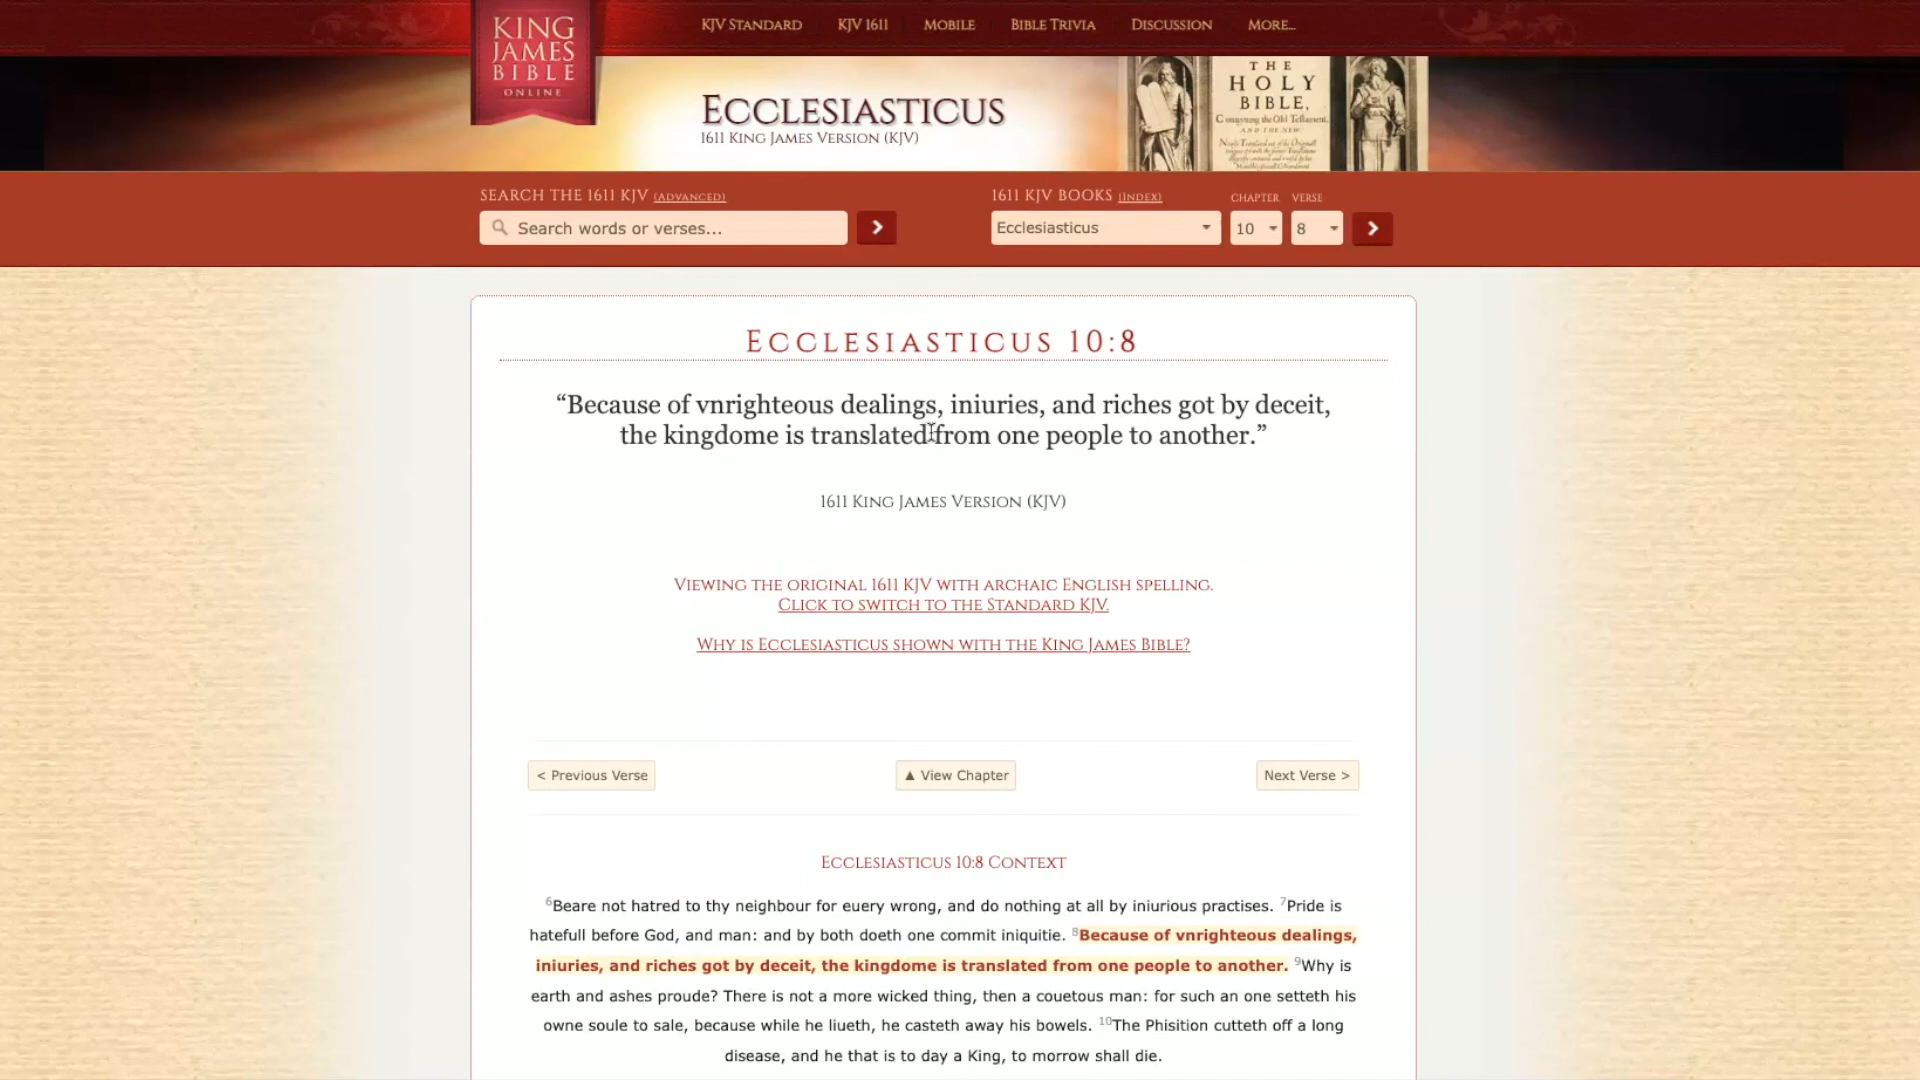 KING
JAMES
BIBLE
ONLINE
KJV STANDARD
KJV 1611
MOBILE
BIBLE TRIVIA
DISCUSSION
MORE...
ECCLESIASTICUS
1611 KING JAMES VERSION (KJV)
THE
HOLY
BIBLE,
Conteyning the Old Testament,
AND THE NEW:
SEARCH THE 1611 KJV (ADVANCED)
Search words or verses...
1611 KJV BOOKS (INDEX)
CHAPTER
VERSE
Ecclesiasticus
10
8
ECCLESIASTICUS 10:8
“Because of vnrighteous dealings, iniuries, and riches got by deceit,
the kingdome is translated from one people to another.”
1611 KING JAMES VERSION (KJV)
VIEWING THE ORIGINAL 1611 KJV WITH ARCHAIC ENGLISH SPELLING.
CLICK TO SWITCH TO THE STANDARD KJV.
WHY IS ECCLESIASTICUS SHOWN WITH THE KING JAMES BIBLE?
< Previous Verse
▲ View Chapter
Next Verse >
ECCLESIASTICUS 10:8 CONTEXT
6Beare not hatred to thy neighbour for euery wrong, and do nothing at all by iniurious practises. 7Pride is
hatefull before God, and man: and by both doeth one commit iniquitie. 8Because of vnrighteous dealings,
iniuries, and riches got by deceit, the kingdome is translated from one people to another. 9Why is
earth and ashes proude? There is not a more wicked thing, then a couetous man: for such an one setteth his
owne soule to sale, because while he liueth, he casteth away his bowels. 10The Phisition cutteth off a long
disease, and he that is to day a King, to morrow shall die.